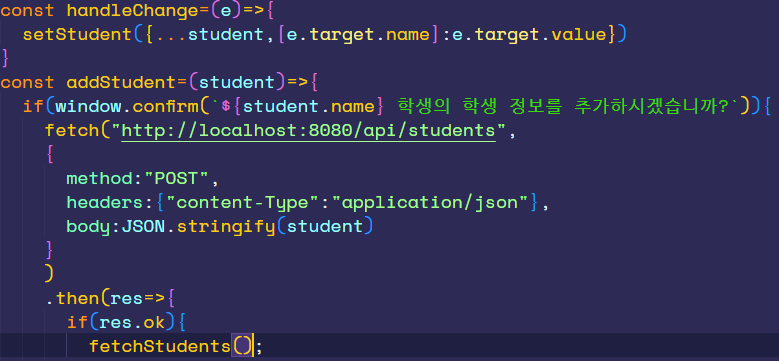 const handleChange=(e)=>{
setStudent({...student,[e.target.name]:e.target.value})
}
const addStudent=(student)=>{
if(window.confirm(`${student.name} 학생의 학생 정보를 추가하시겠습니까?`)){
fetch("http://localhost:8080/api/students",
{
method:"POST",
headers:{"content-Type":"application/json"},
body:JSON.stringify(student)
}
)
.then(res=>{
if(res.ok){
fetchStudents();